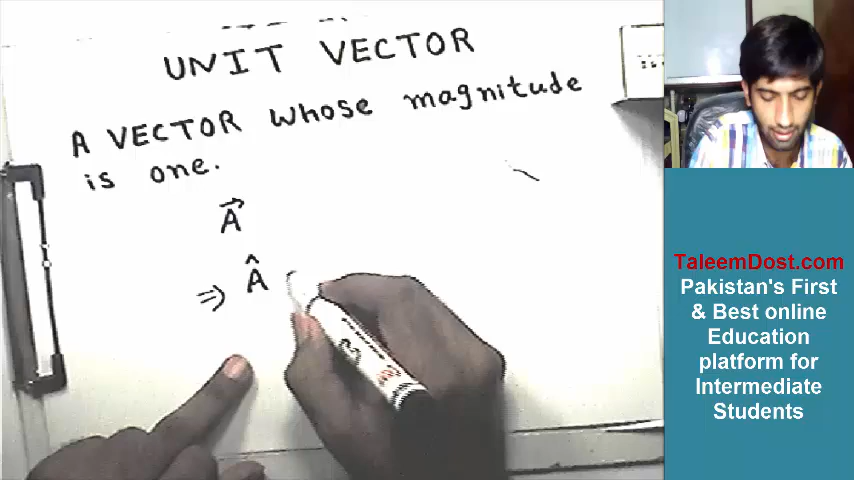 UNIT VECTOR
A VECTOR whose magnitude
is one.
A⃗
⇒ Â
TaleemDost.com
Pakistan's First
& Best online
Education
platform for
Intermediate
Students